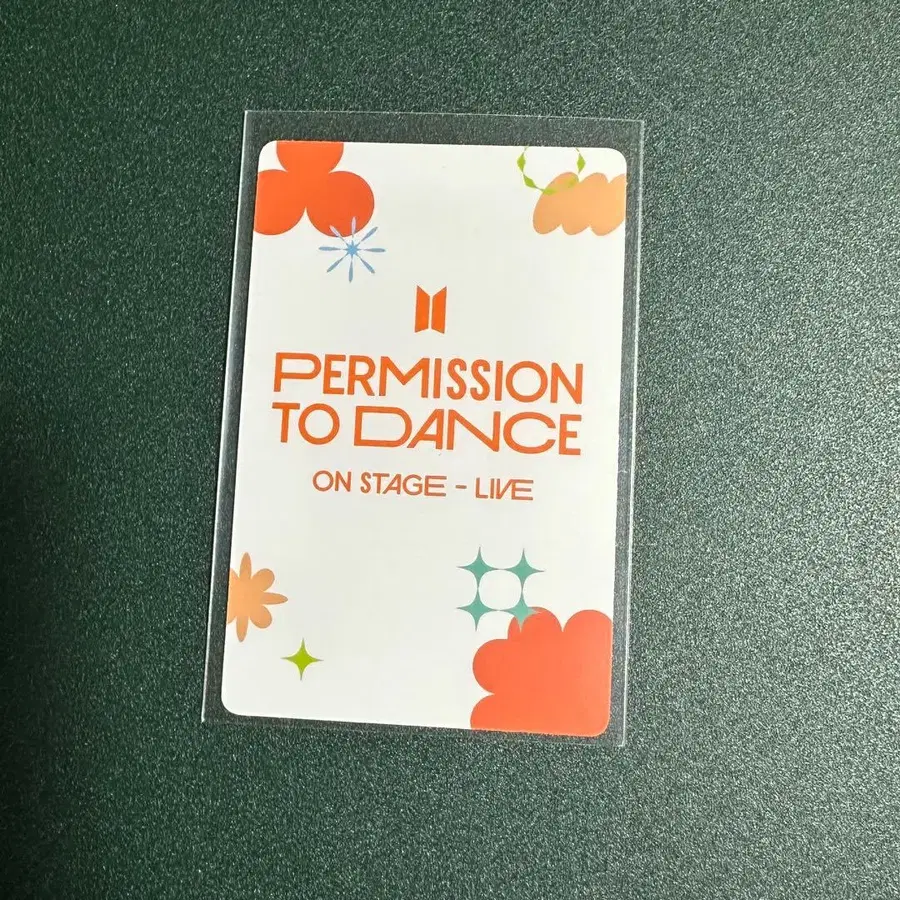 PERMISSION
TO DANCE
ON STAGE - LIVE